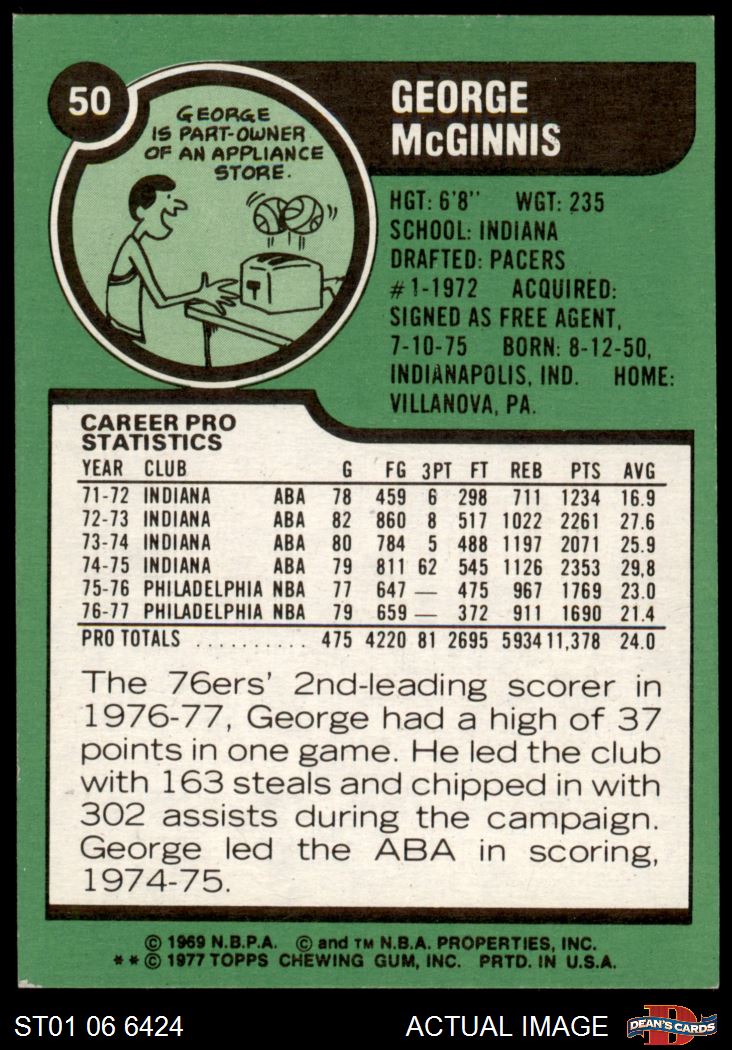 50
GEORGE
IS PART-OWNER
OF AN APPLIANCE
STORE.
GEORGE
McGINNIS
HGT: 6'8" WGT: 235
SCHOOL: INDIANA
DRAFTED: PACERS
#1-1972 ACQUIRED:
SIGNED AS FREE AGENT,
7-10-75 BORN: 8-12-50,
INDIANAPOLIS, IND. HOME:
VILLANOVA, PA.
CAREER PRO
STATISTICS
YEAR CLUB G FG 3PT FT REB PTS AVG
71-72 INDIANA ABA 78 459 6 298 711 1234 16.9
72-73 INDIANA ABA 82 860 8 517 1022 2261 27.6
73-74 INDIANA ABA 80 784 5 488 1197 2071 25.9
74-75 INDIANA ABA 79 811 62 545 1126 2353 29.8
75-76 PHILADELPHIA NBA 77 647 — 475 967 1769 23.0
76-77 PHILADELPHIA NBA 79 659 — 372 911 1690 21.4
PRO TOTALS .......... 475 4220 81 2695 5934 11,378 24.0
The 76ers' 2nd-leading scorer in
1976-77, George had a high of 37
points in one game. He led the club
with 163 steals and chipped in with
302 assists during the campaign.
George led the ABA in scoring,
1974-75.
© 1969 N.B.P.A. © and TM N.B.A. PROPERTIES, INC.
** © 1977 TOPPS CHEWING GUM, INC. PRTD. IN U.S.A.
ST01 06 6424 ACTUAL IMAGE D DEAN'S CARDS